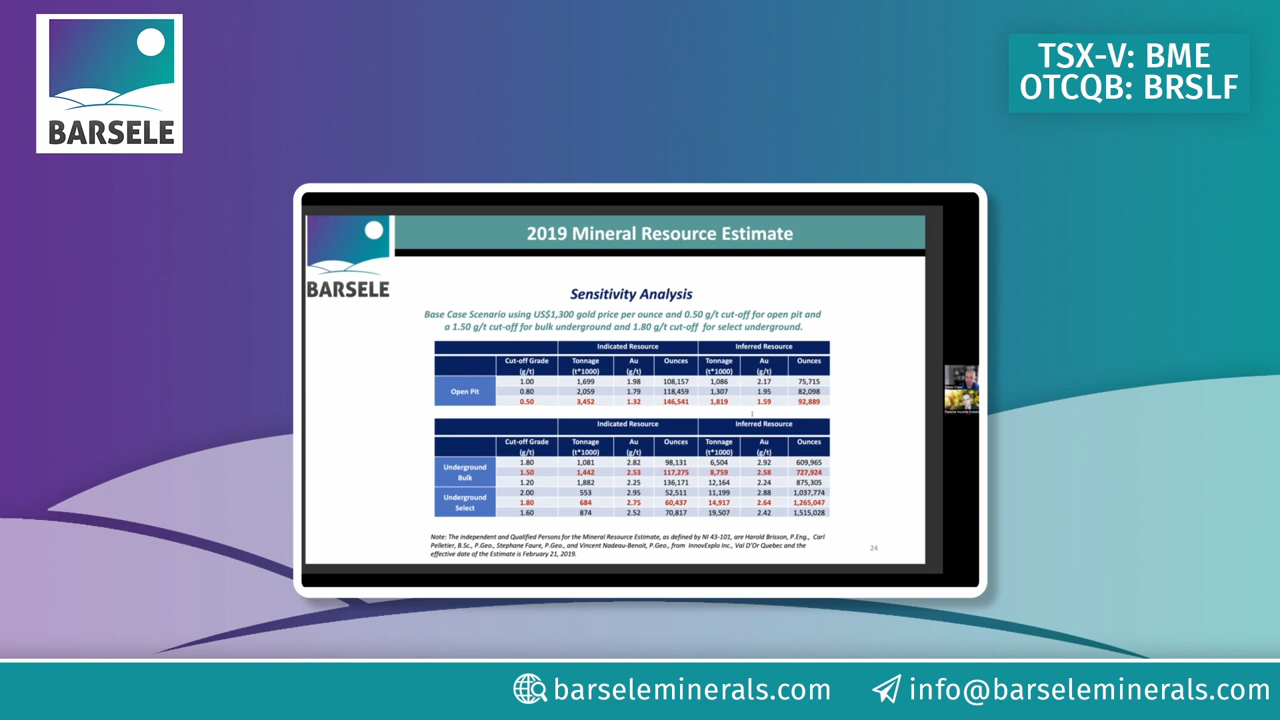 BARSELE
TSX-V: BME
OTCQB: BRSLF
BARSELE
2019 Mineral Resource Estimate
Sensitivity Analysis
Base Case Scenario using US$1,300 gold price per ounce and 0.50 g/t cut-off for open pit and
a 1.50 g/t cut-off for bulk underground and 1.80 g/t cut-off for select underground.
Indicated Resource Inferred Resource
Cut-off Grade (g/t) Tonnage (t*1000) Au (g/t) Ounces Tonnage (t*1000) Au (g/t) Ounces
Open Pit
1.00 1,699 1.98 108,157 1,086 2.17 75,715
0.80 2,059 1.79 118,459 1,307 1.95 82,098
0.50 3,452 1.32 146,541 1,819 1.59 92,889
Indicated Resource Inferred Resource
Cut-off Grade (g/t) Tonnage (t*1000) Au (g/t) Ounces Tonnage (t*1000) Au (g/t) Ounces
Underground Bulk
1.80 1,081 2.82 98,131 6,504 2.92 609,965
1.50 1,442 2.53 117,275 8,759 2.58 727,924
1.20 1,882 2.25 136,171 12,164 2.24 875,305
Underground Select
2.00 553 2.95 52,511 11,199 2.88 1,037,774
1.80 684 2.75 60,437 14,917 2.64 1,265,047
1.60 874 2.52 70,817 19,507 2.42 1,515,028
Note: The independent and Qualified Persons for the Mineral Resource Estimate, as defined by NI 43-101, are Harold Brisson, P.Eng., Carl
Pelletier, B.Sc., P.Geo., Stephane Faure, P.Geo., and Vincent Nadeau-Benoit, P.Geo., from InnovExplo Inc., Val D'Or Quebec and the
effective date of the Estimate is February 21, 2019.
24
barseleminerals.com
info@barseleminerals.com